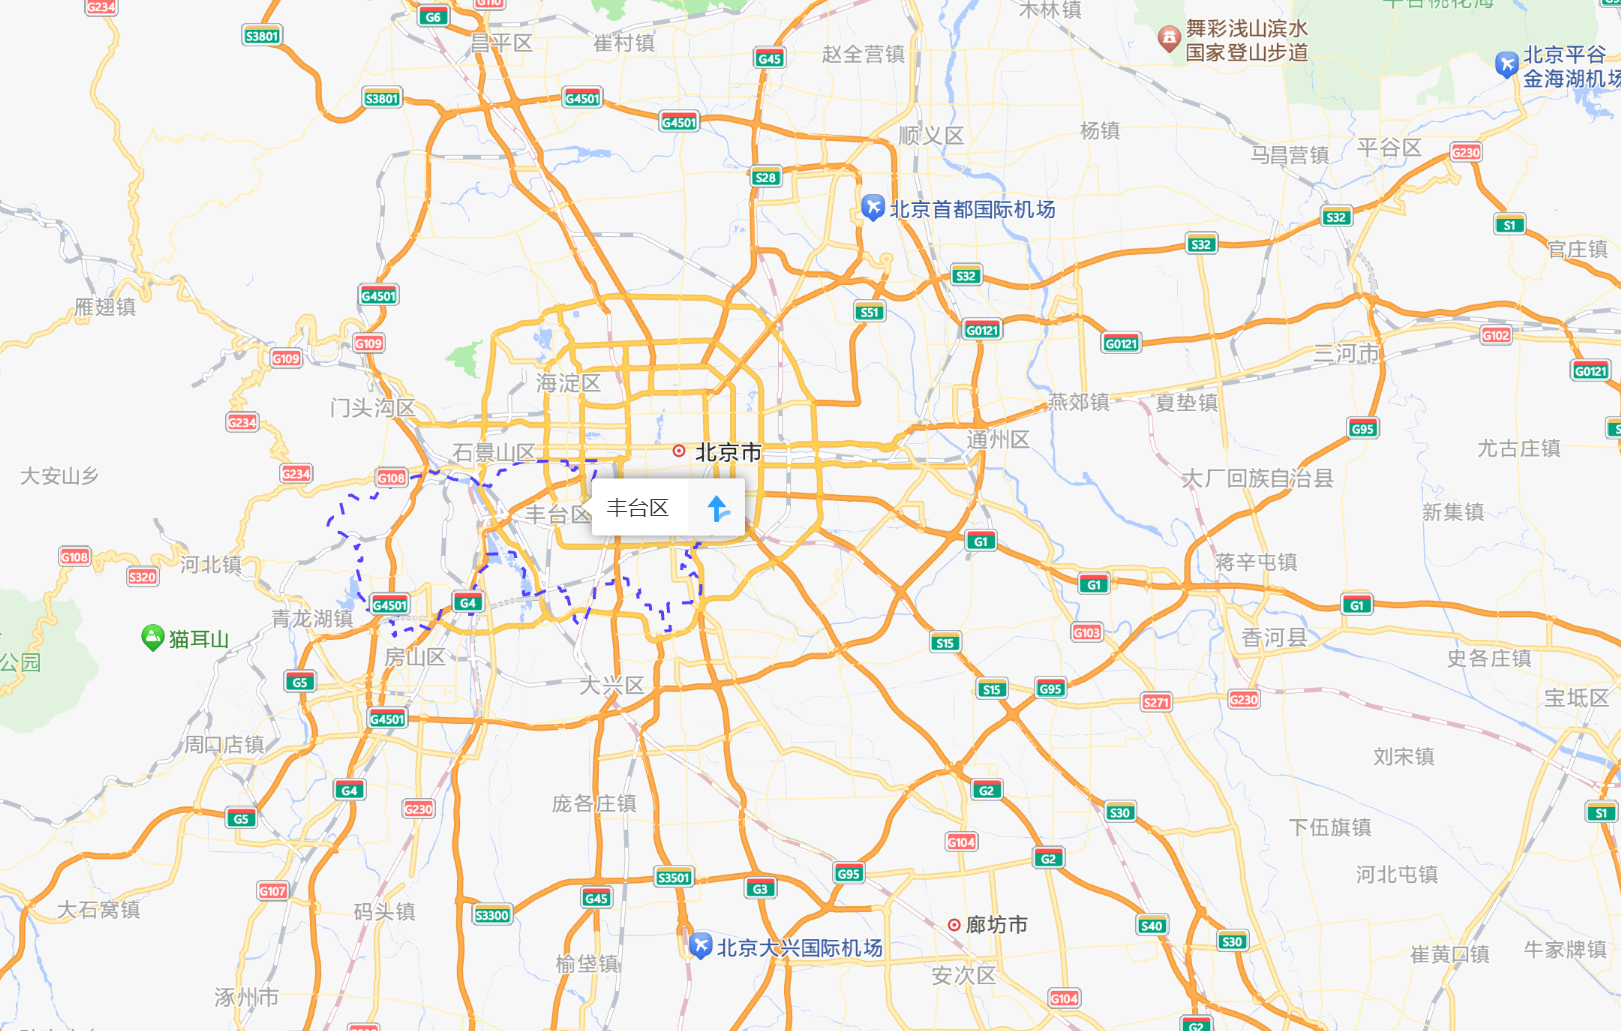 G234
S3801
G6
G110
昌平区
崔村镇
G45
赵全营镇
木林镇
舞彩浅山滨水
国家登山步道
北京平谷
金海湖机场
S3801
G4501
G4501
顺义区
杨镇
马昌营镇
平谷区
G230
S28
北京首都国际机场
S32
S1
S32
官庄镇
雁翅镇
G4501
S32
S51
G0121
G0121
G102
G109
G109
三河市
G0121
海淀区
门头沟区
燕郊镇
夏垫镇
G234
G95
石景山区
北京市
通州区
尤古庄镇
大安山乡
G234
G108
大厂回族自治县
丰台区
丰台区
新集镇
G1
G108
河北镇
S320
蒋辛屯镇
G1
G4501
G4
G1
青龙湖镇
猫耳山
公园
G103
香河县
S15
房山区
史各庄镇
G5
大兴区
S15
G95
S271
G230
宝坻区
G4501
周口店镇
刘宋镇
G4
G230
庞各庄镇
G2
S30
S1
G5
下伍旗镇
G104
G2
S3501
G95
G3
河北屯镇
G107
G45
大石窝镇
码头镇
S3300
廊坊市
S40
S30
北京大兴国际机场
崔黄口镇
牛家牌镇
榆垡镇
安次区
涿州市
G104
G2